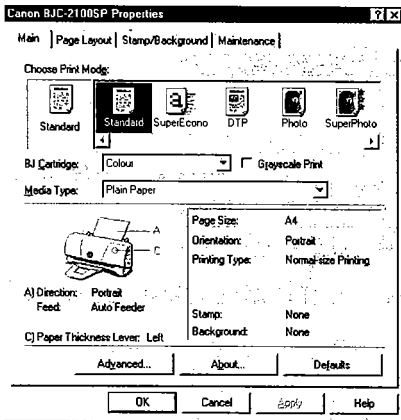 Canon BJC-2100SP Properties ? X
Main Page Layout Stamp/Background Maintenance
Choose Print Mode:
Standard Standard SuperEcono DTP Photo SuperPhoto
BJ Cartridge: Colour Grayscale Print
Media Type: Plain Paper
A
C
Page Size: A4
Orientation: Portrait
Printing Type: Normal-size Printing
A) Direction: Portrait
Feed: Auto Feeder
Stamp: None
Background: None
C) Paper Thickness Lever: Left
Advanced... About... Defaults
OK Cancel Apply Help